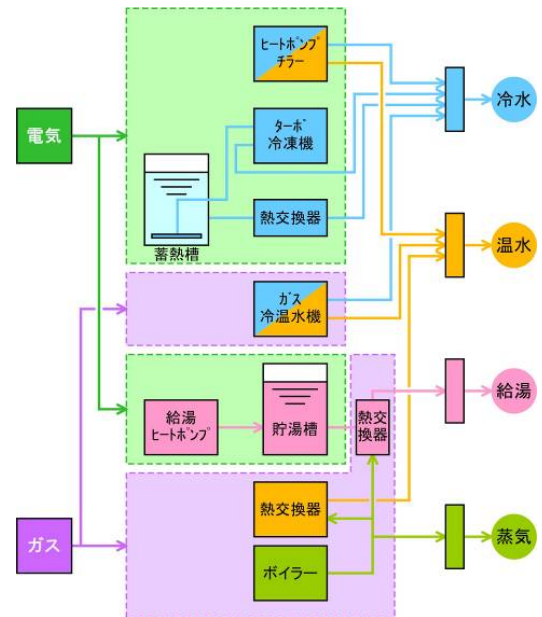 ヒートポンプ
チラー
冷水
電気
ターボ
冷凍機
熱交換器
蓄熱槽
温水
ガス
冷温水機
給湯
給湯
ヒートポンプ
貯湯槽
熱交
換器
熱交換器
ガス
蒸気
ボイラー